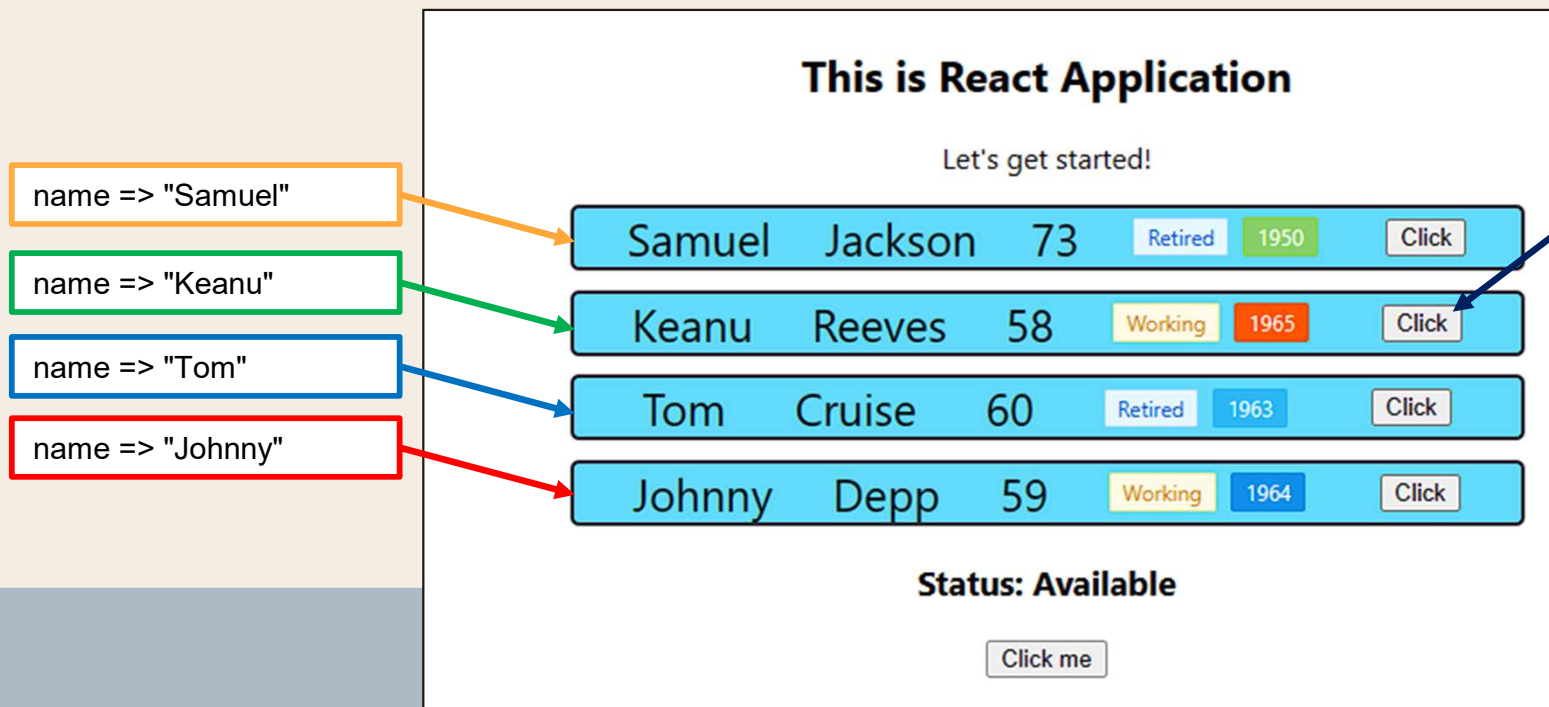 This is React Application
Let's get started!
name => "Samuel"
Samuel Jackson 73 Retired 1950 Click
name => "Keanu"
Keanu Reeves 58 Working 1965 Click
name => "Tom"
Tom Cruise 60 Retired 1963 Click
name => "Johnny"
Johnny Depp 59 Working 1964 Click
Status: Available
Click me